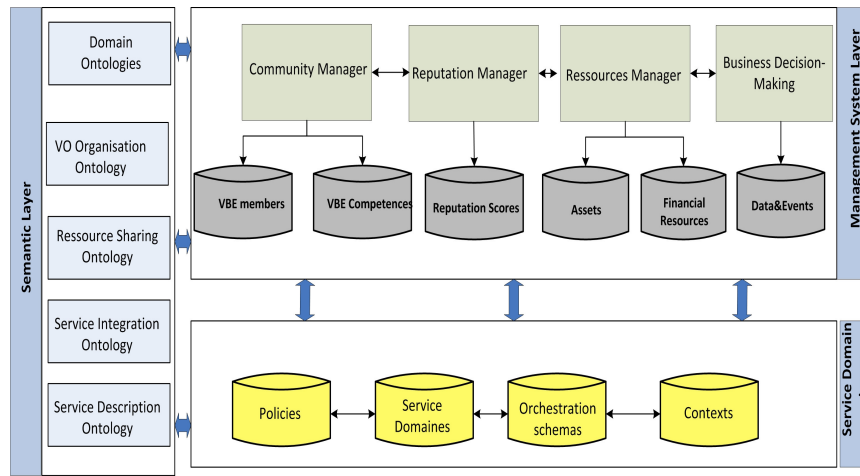 Semantic Layer
Domain
Ontologies
VO Organisation
Ontology
Ressource Sharing
Ontology
Service Integration
Ontology
Service Description
Ontology
Community Manager
Reputation Manager
Ressources Manager
Business Decision-
Making
VBE members
VBE Competences
Reputation Scores
Assets
Financial
Resources
Data&Events
Management System Layer
Policies
Service
Domaines
Orchestration
schemas
Contexts
Service Domain